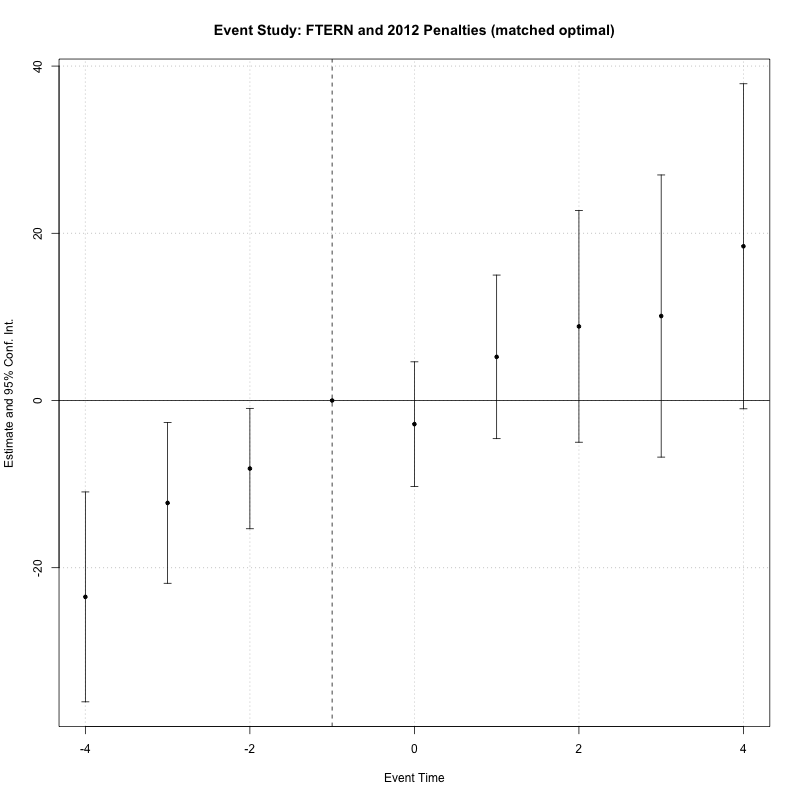 Event Study: FTERN and 2012 Penalties (matched optimal)
40
20
0
-20
Estimate and 95% Conf. Int.
-4 -2 0 2 4
Event Time